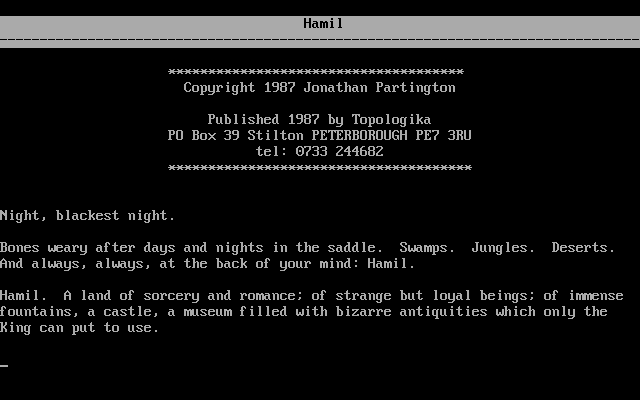 Hamil
*************************************
Copyright 1987 Jonathan Partington
Published 1987 by Topologika
PO Box 39 Stilton PETERBOROUGH PE7 3RU
tel: 0733 244682
**************************************
Night, blackest night.
Bones weary after days and nights in the saddle.  Swamps.  Jungles.  Deserts.
And always, always, at the back of your mind: Hamil.
Hamil.  A land of sorcery and romance; of strange but loyal beings; of immense
fountains, a castle, a museum filled with bizarre antiquities which only the
King can put to use.